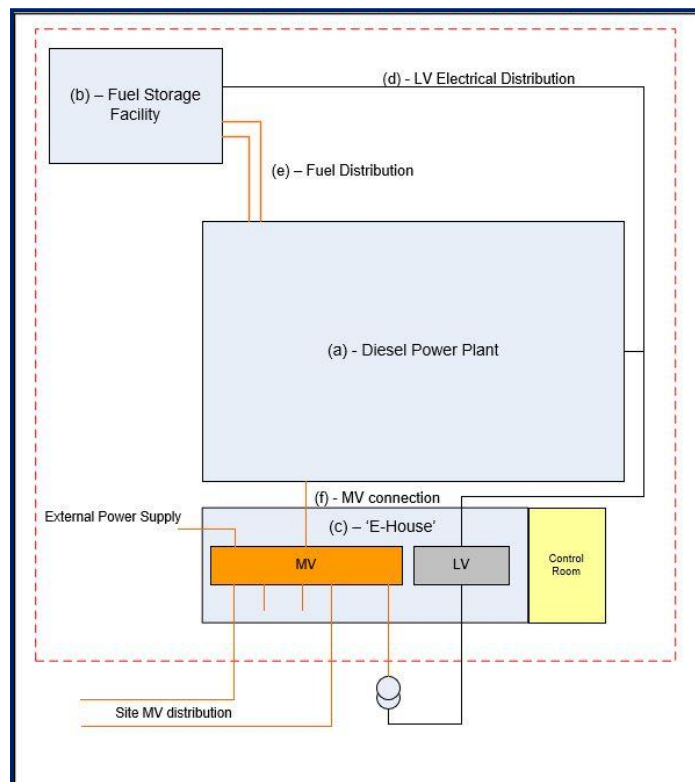 (b) – Fuel Storage
Facility
(d) - LV Electrical Distribution
(e) – Fuel Distribution
(a) - Diesel Power Plant
(f) - MV connection
External Power Supply
(c) – 'E-House'
MV
LV
Control
Room
Site MV distribution